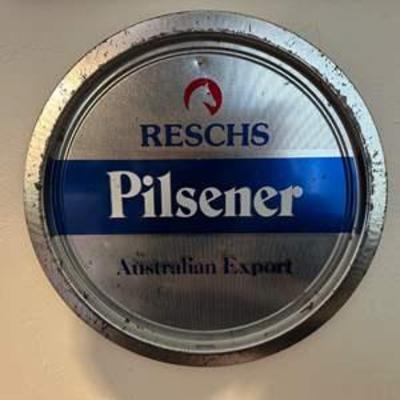 RESCHS
Pilsener
Australian Export